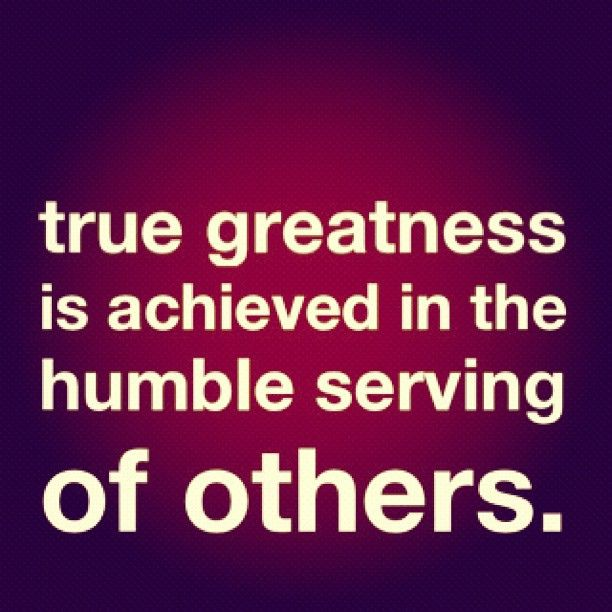 true greatness
is achieved in the
humble serving
of others.